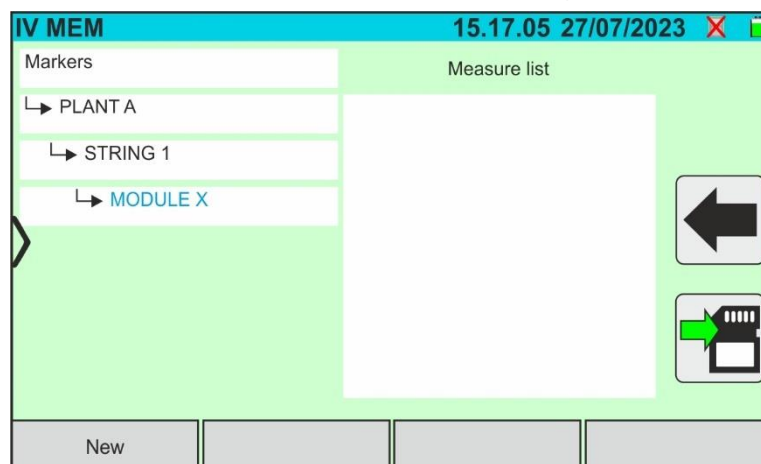 IV MEM 15.17.05 27/07/2023
Markers
Measure list
PLANT A
STRING 1
MODULE X
New